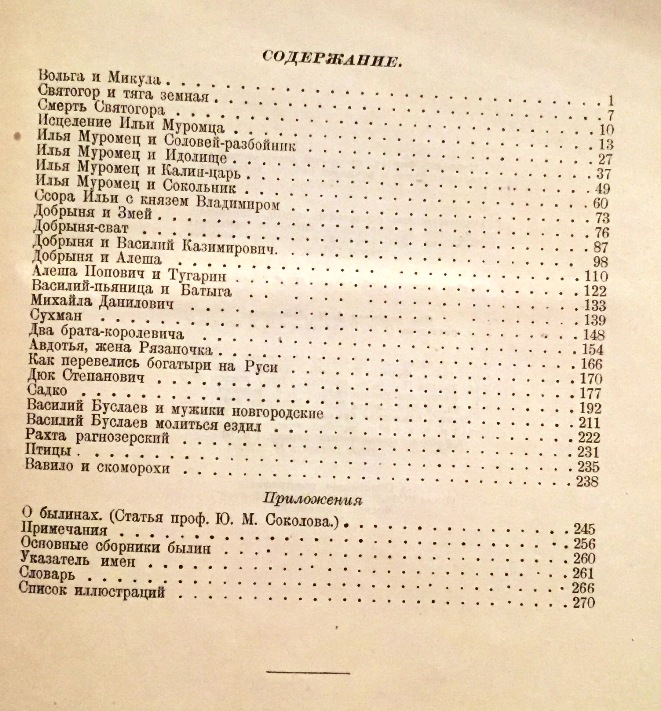 СОДЕРЖАНИЕ.
Вольга и Микула . . . 1
Святогор и тяга земная . . . 7
Смерть Святогора . . . 10
Исцеление Ильи Муромца . . . 13
Илья Муромец и Соловей-разбойник . . . 27
Илья Муромец и Идолище . . . 37
Илья Муромец и Калин-царь . . . 49
Илья Муромец и Сокольник . . . 60
Ссора Ильи с князем Владимиром . . . 73
Добрыня и Змей . . . 76
Добрыня-сват . . . 87
Добрыня и Василий Казимирович . . . 98
Добрыня и Алеша . . . 110
Алеша Попович и Тугарин . . . 122
Василий-пьяница и Батыга . . . 133
Михайла Данилович . . . 139
Сухман . . . 148
Два брата-королевича . . . 154
Авдотья, жена Рязаночка . . . 166
Как перевелись богатыри на Руси . . . 170
Дюк Степанович . . . 177
Садко . . . 192
Василий Буслаев и мужики новгородские . . . 211
Василий Буслаев молиться ездил . . . 222
Рахта рагнозерский . . . 231
Птицы . . . 235
Вавило и скоморохи . . . 238
Приложения
О былинах. (Статья проф. Ю. М. Соколова.) . . . 245
Примечания . . . 256
Основные сборники былин . . . 260
Указатель имен . . . 261
Словарь . . . 266
Список иллюстраций . . . 270